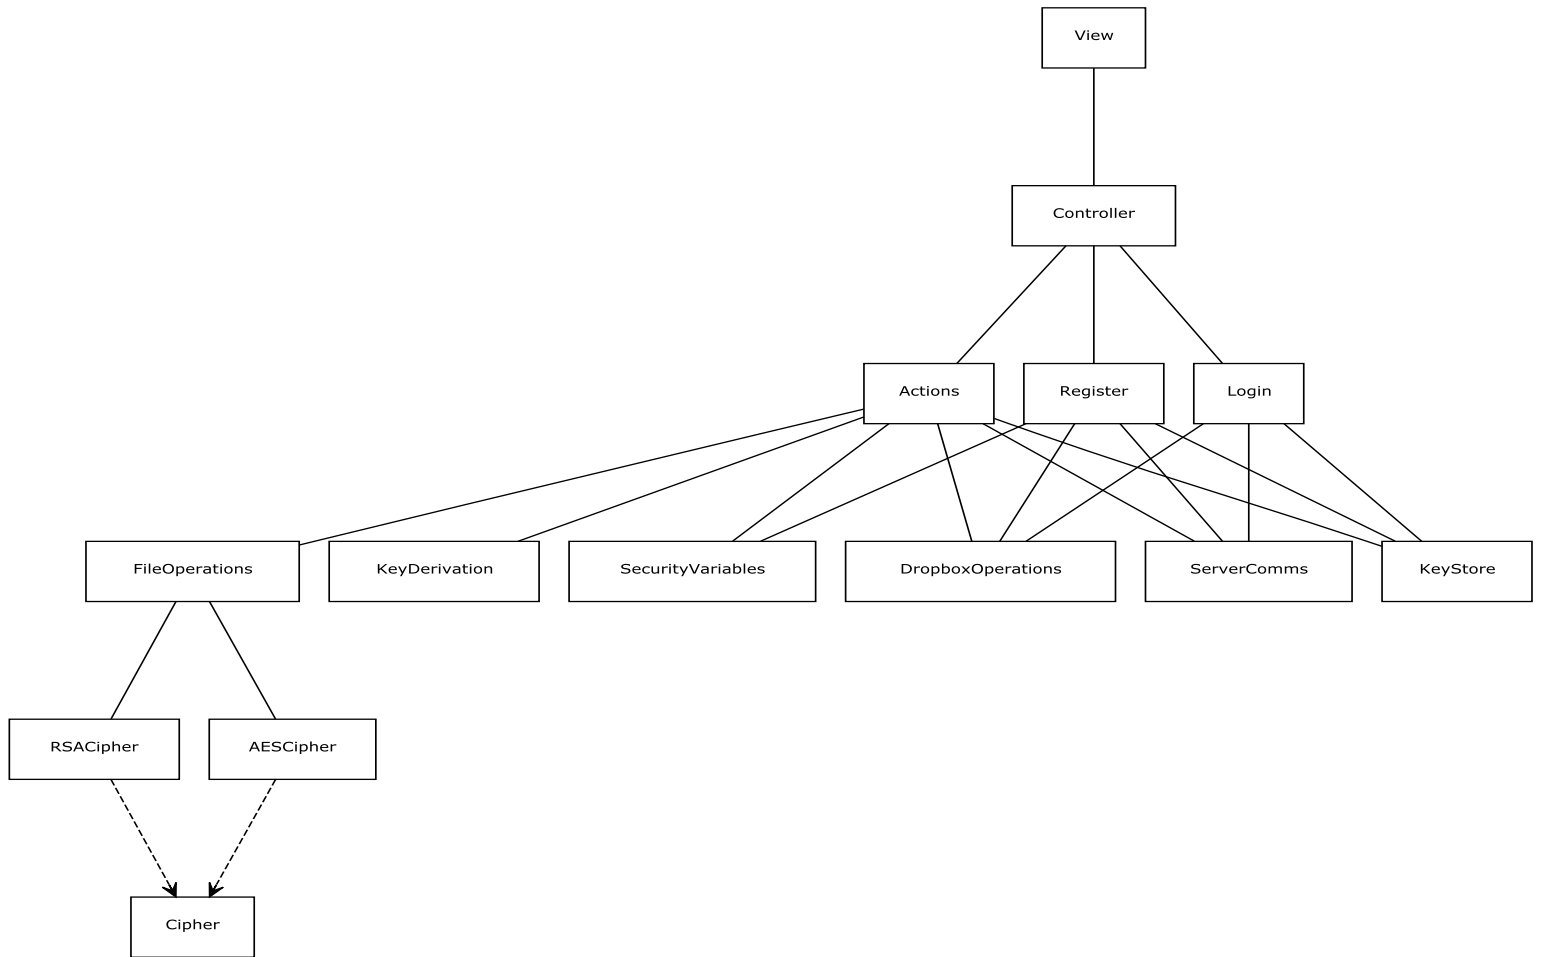 View
Controller
Actions
Register
Login
FileOperations
KeyDerivation
SecurityVariables
DropboxOperations
ServerComms
KeyStore
RSACipher
AESCipher
Cipher